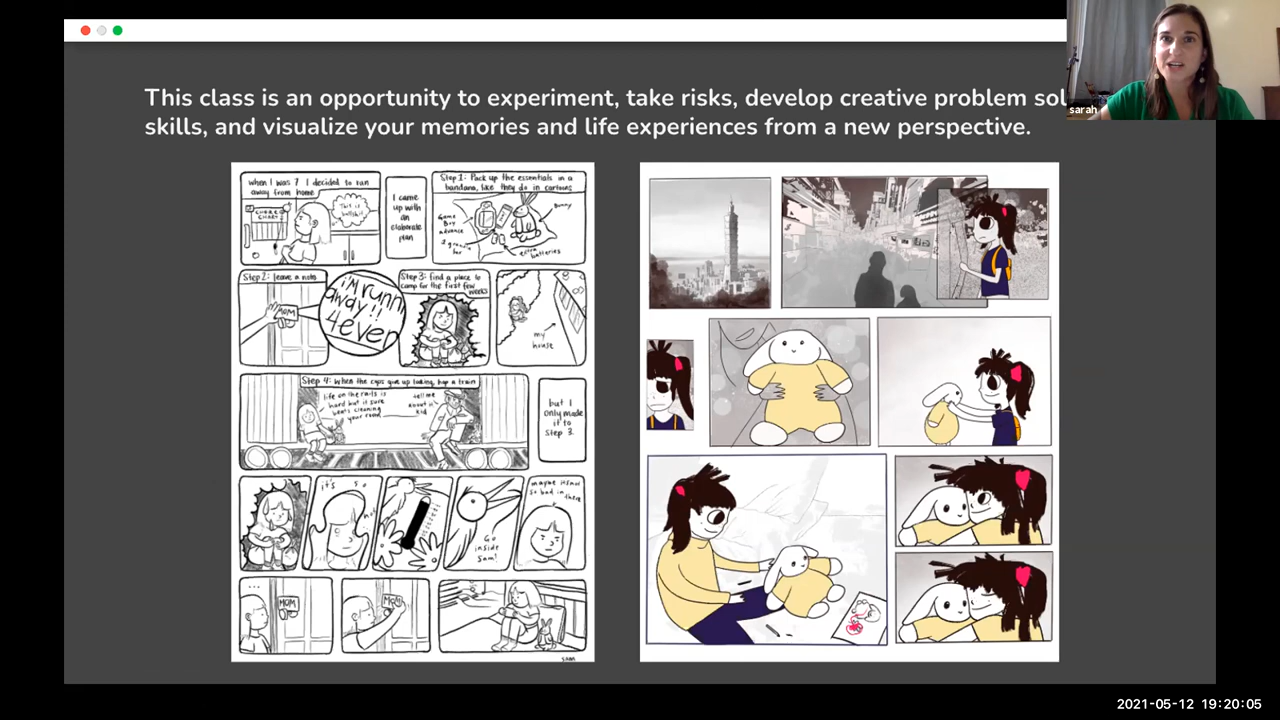 This class is an opportunity to experiment, take risks, develop creative problem sol
skills, and visualize your memories and life experiences from a new perspective.
sarah
when I was 7 I decided to run
away from home
This is
bullshit
CHORE
CHART
I came
up with
an
elaborate
plan
Step 1: Pack up the essentials in a
bandana, like they do in cartoons
Game
Boy
advance
Bunny
1 granola
bar
extra batteries
Step 2: leave a note
MOM
i'm runn
away!!
4ever
Step 3: find a place to
camp for the first few
weeks
my
house
Step 4: When the cops give up looking, hop a train
life on the rails is
hard but it sure
beats cleaning
your room
tell me
about it
kid
but I
only made
it to
Step 3.
it's so
hot
Go
inside
Sam!
maybe it's not
so bad in
there
...
MOM
MOM
sam
2021-05-12 19:20:05